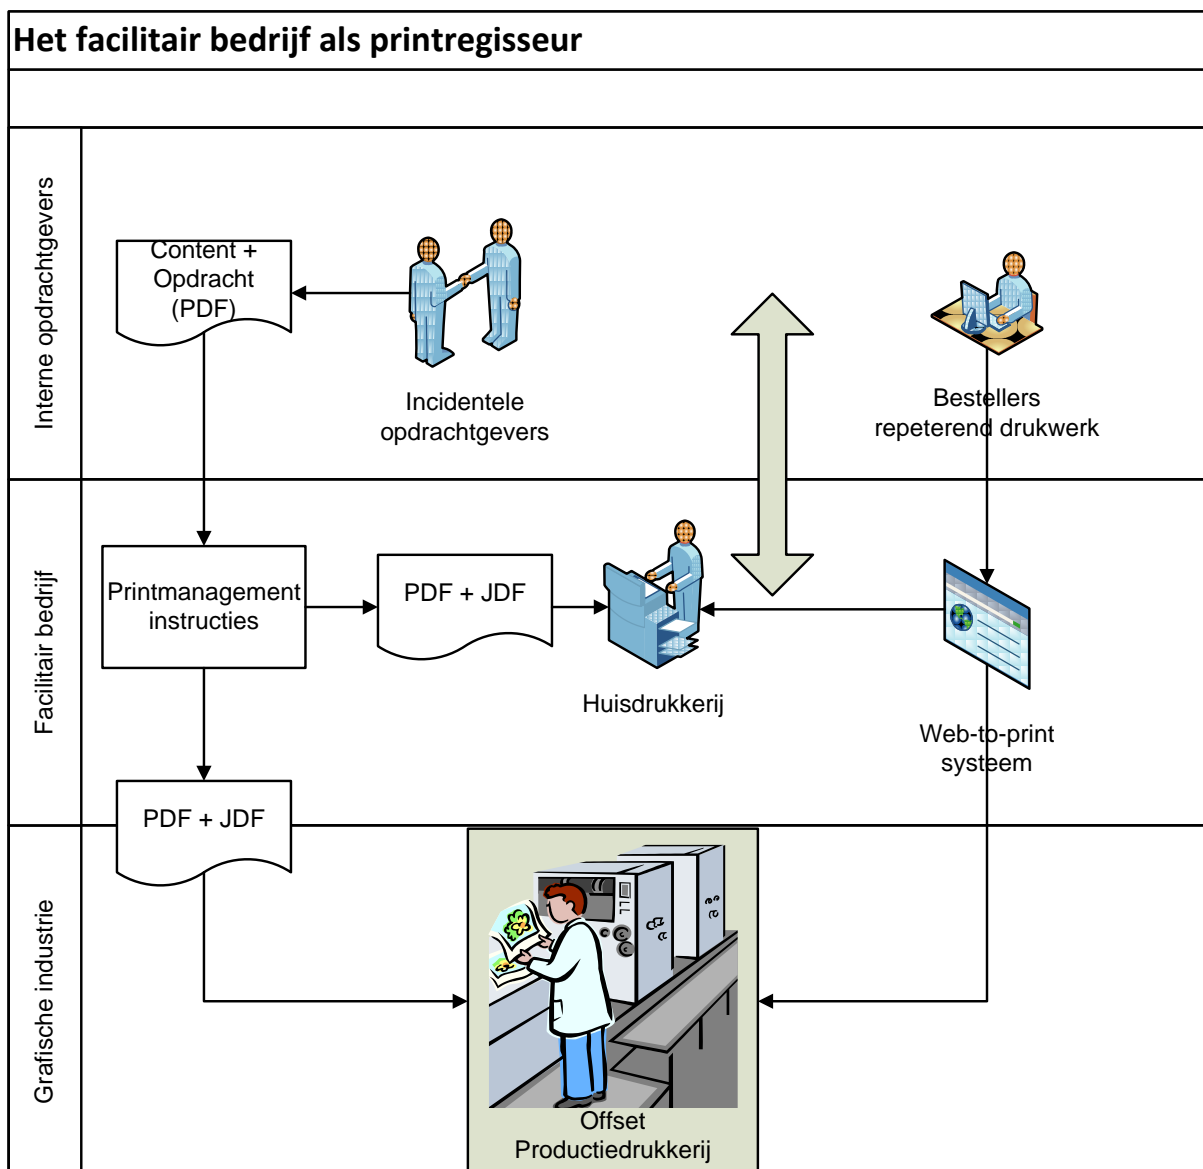 Het facilitair bedrijf als printregisseur
Interne opdrachtgevers
Content +
Opdracht
(PDF)
Incidentele
opdrachtgevers
Bestellers
repeterend drukwerk
Facilitair bedrijf
Printmanagement
instructies
PDF + JDF
Huisdrukkerij
Web-to-print
systeem
PDF + JDF
Grafische industrie
Offset
Productiedrukkerij